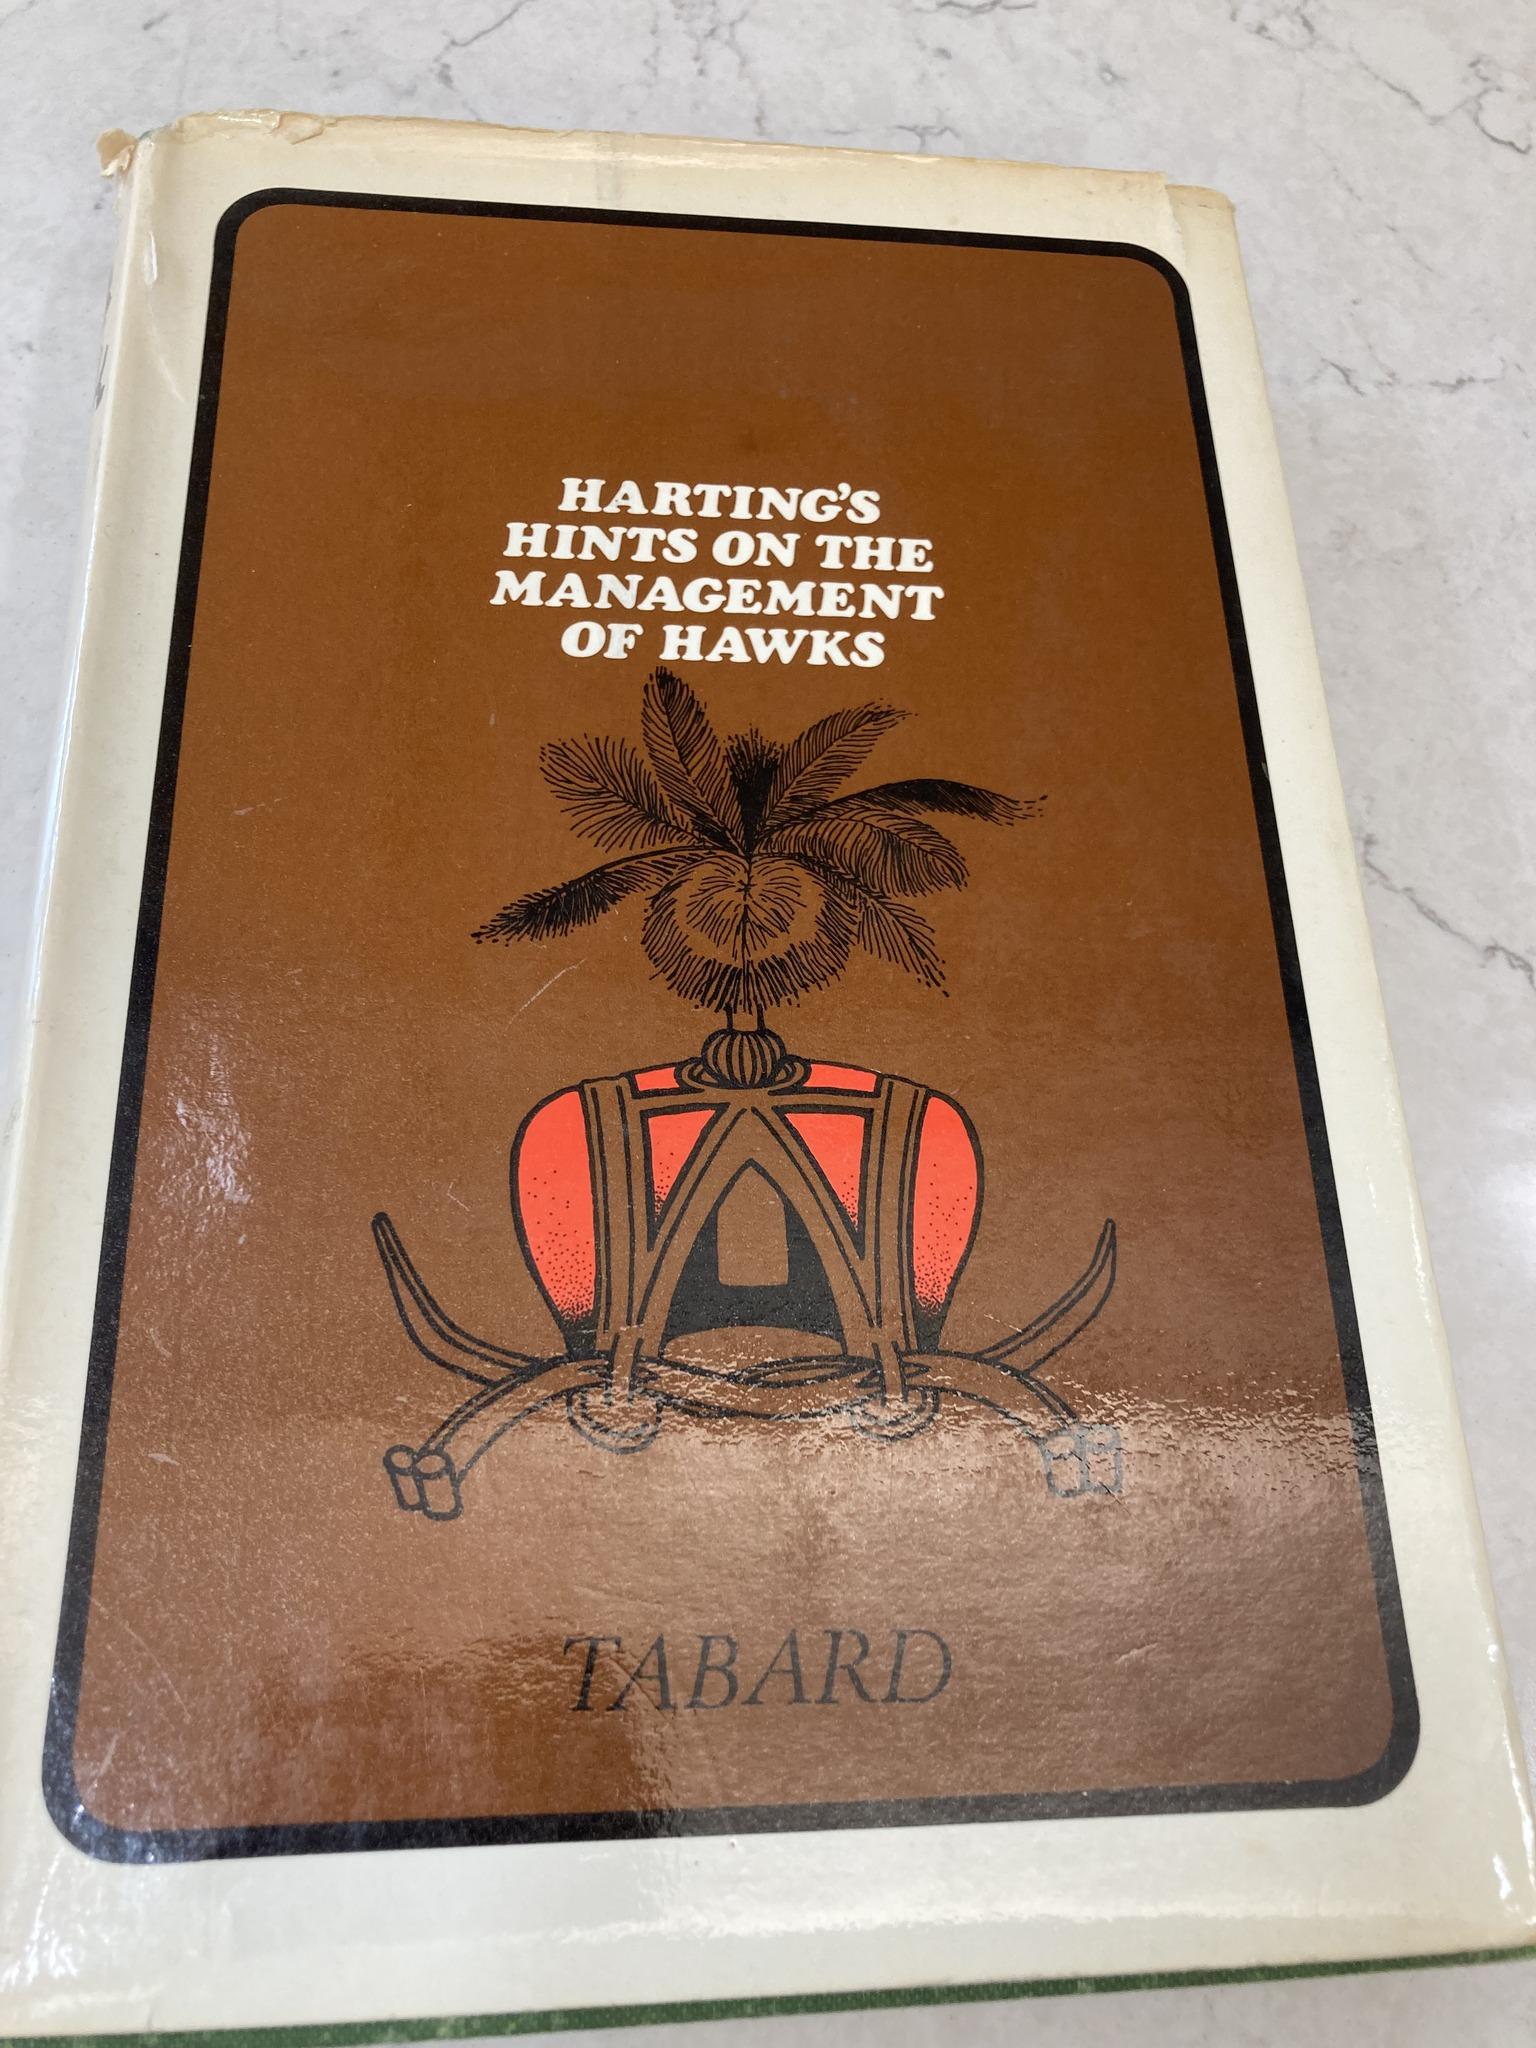 HARTING'S
HINTS ON THE
MANAGEMENT
OF HAWKS
TABARD